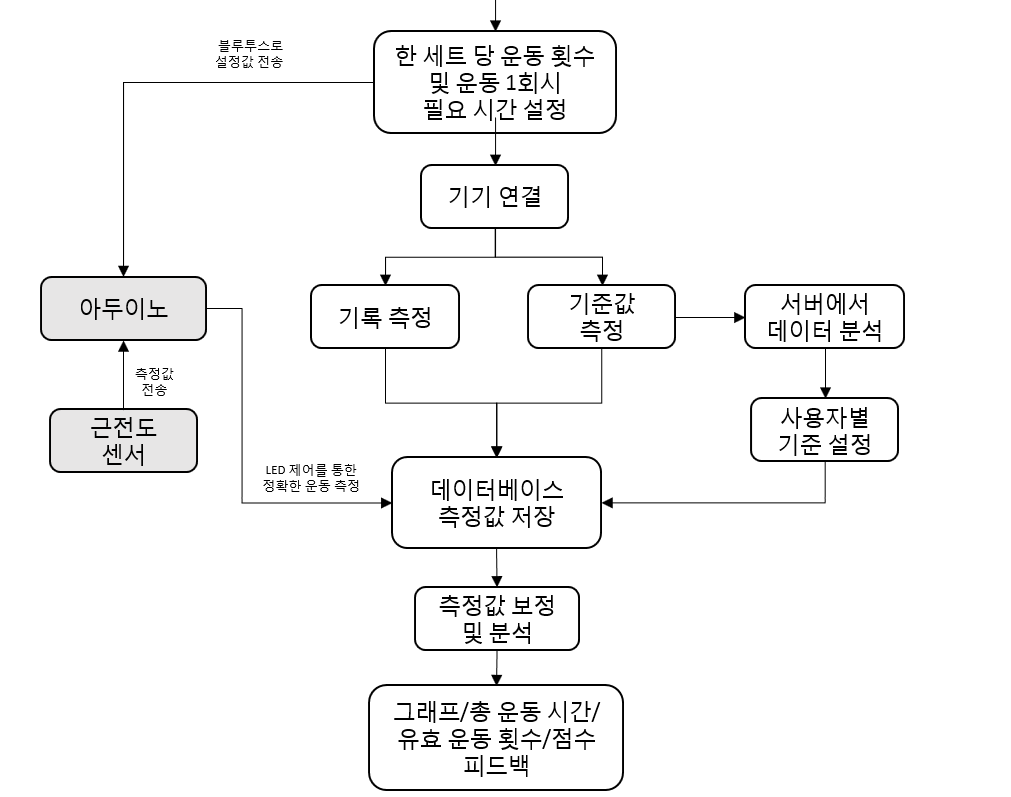 블루투스로
설정값 전송
한 세트 당 운동 횟수
및 운동 1회시
필요 시간 설정
기기 연결
아두이노
기록 측정
기준값
측정
서버에서
데이터 분석
측정값
전송
근전도
센서
사용자별
기준 설정
LED 제어를 통한
정확한 운동 측정
데이터베이스
측정값 저장
측정값 보정
및 분석
그래프/총 운동 시간/
유효 운동 횟수/점수
피드백